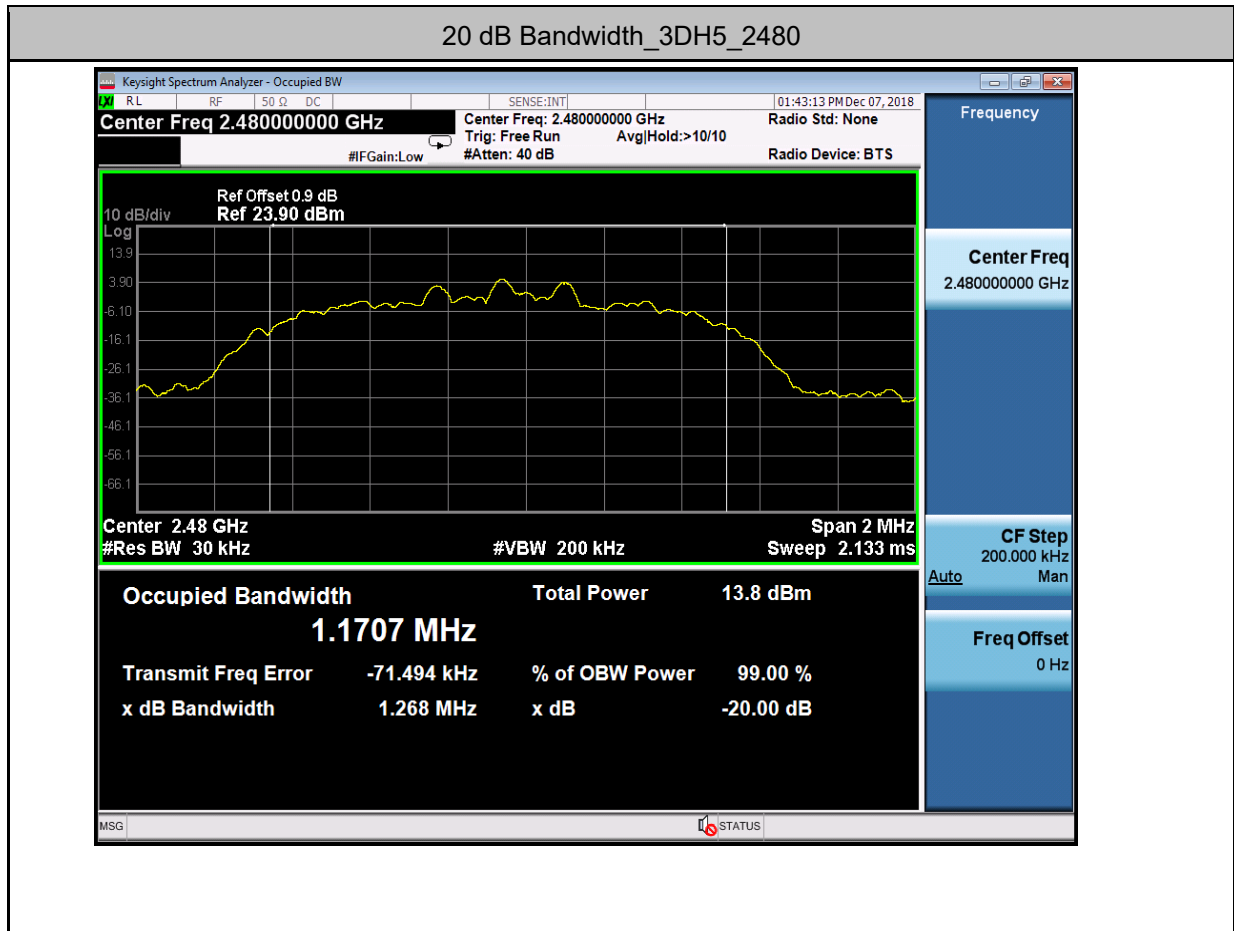 20 dB Bandwidth_3DH5_2480
Keysight Spectrum Analyzer - Occupied BW
LXI RL RF 50 Ω DC SENSE:INT 01:43:13 PM Dec 07, 2018
Center Freq 2.480000000 GHz
Center Freq: 2.480000000 GHz
Radio Std: None
Trig: Free Run Avg|Hold:>10/10
#IFGain:Low
#Atten: 40 dB
Radio Device: BTS
Ref Offset 0.9 dB
10 dB/div Ref 23.90 dBm
Log
13.9
3.90
-6.10
-16.1
-26.1
-36.1
-46.1
-56.1
-66.1
Center 2.48 GHz
Span 2 MHz
#Res BW 30 kHz
#VBW 200 kHz
Sweep 2.133 ms
Occupied Bandwidth
1.1707 MHz
Total Power 13.8 dBm
Transmit Freq Error -71.494 kHz
% of OBW Power 99.00 %
x dB Bandwidth 1.268 MHz
x dB -20.00 dB
Frequency
Center Freq
2.480000000 GHz
CF Step
200.000 kHz
Auto Man
Freq Offset
0 Hz
MSG
STATUS